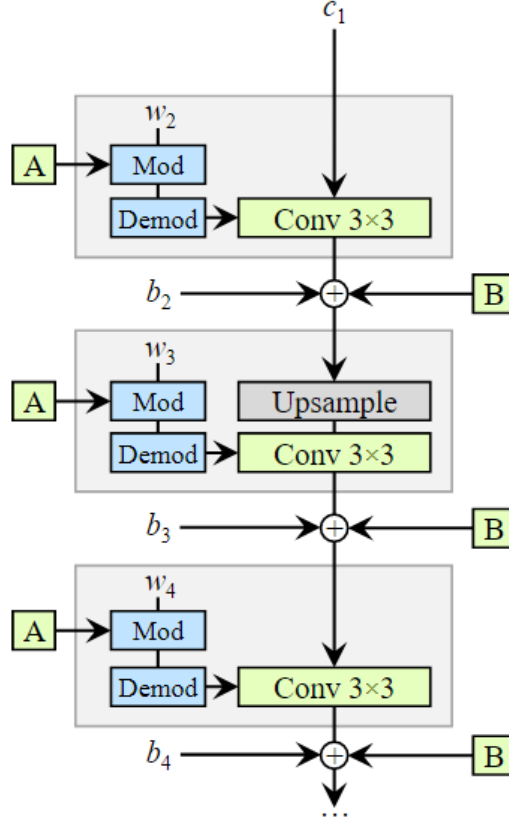 c₁
w₂
A Mod
Demod Conv 3×3
b₂ + B
w₃
A Mod Upsample
Demod Conv 3×3
b₃ + B
w₄
A Mod
Demod Conv 3×3
b₄ + B
...